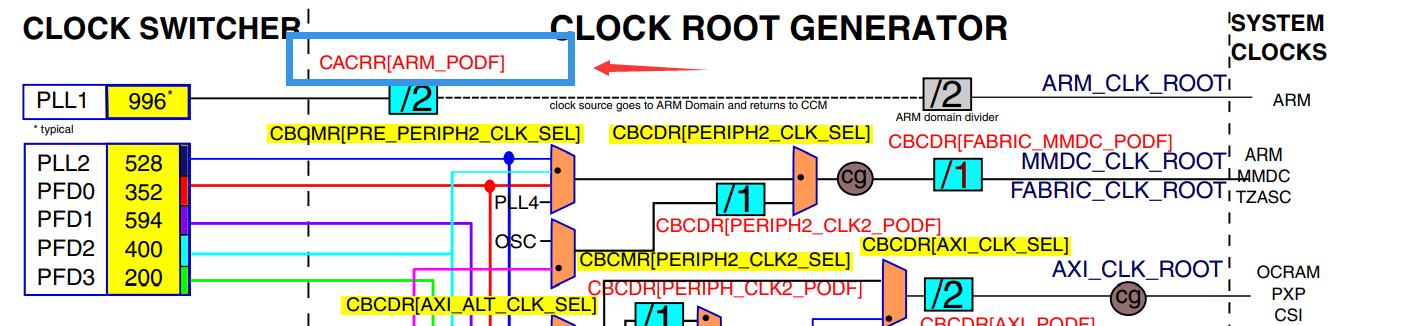 CLOCK SWITCHER
CLOCK ROOT GENERATOR
SYSTEM
CLOCKS
CACRR[ARM_PODF]
PLL1 996*
/2
clock source goes to ARM Domain and returns to CCM
/2
ARM domain divider
ARM_CLK_ROOT
ARM
* typical
CBCMR[PRE_PERIPH2_CLK_SEL]
CBCDR[PERIPH2_CLK_SEL]
CBCDR[FABRIC_MMDC_PODF]
PLL2 528
PFD0 352
PFD1 594
PFD2 400
PFD3 200
PLL4
/1
cg
/1
MMDC_CLK_ROOT
FABRIC_CLK_ROOT
ARM
MMDC
TZASC
CBCDR[PERIPH2_CLK2_PODF]
OSC
CBCMR[PERIPH2_CLK2_SEL]
CBCDR[AXI_CLK_SEL]
CBCDR[PERIPH_CLK2_PODF]
/2
AXI_CLK_ROOT
cg
OCRAM
PXP
CSI
CBCDR[AXI_ALT_CLK_SEL]
/1
CBCDR[AXI_PODF]